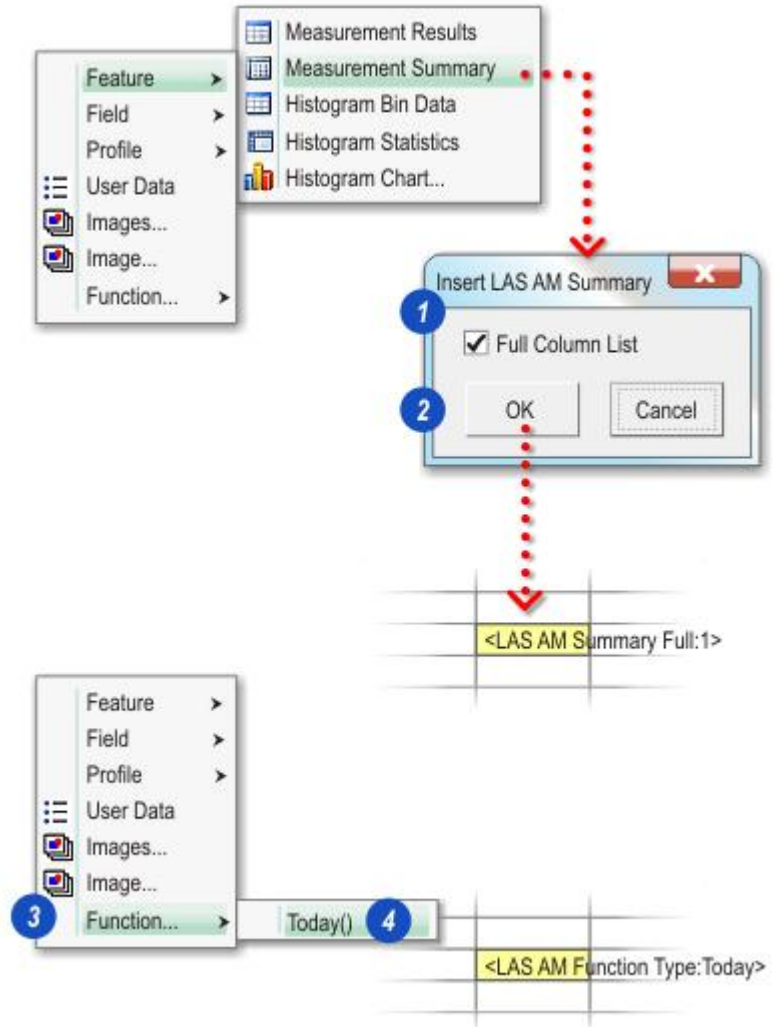 Measurement Results
Feature
Measurement Summary
Field
Histogram Bin Data
Profile
Histogram Statistics
User Data
Histogram Chart...
Images...
Image...
Function...
Insert LAS AM Summary
1
Full Column List
2
OK
Cancel
<LAS AM Summary Full:1>
Feature
Field
Profile
User Data
Images...
Image...
3
Function...
Today()
4
<LAS AM Function Type:Today>